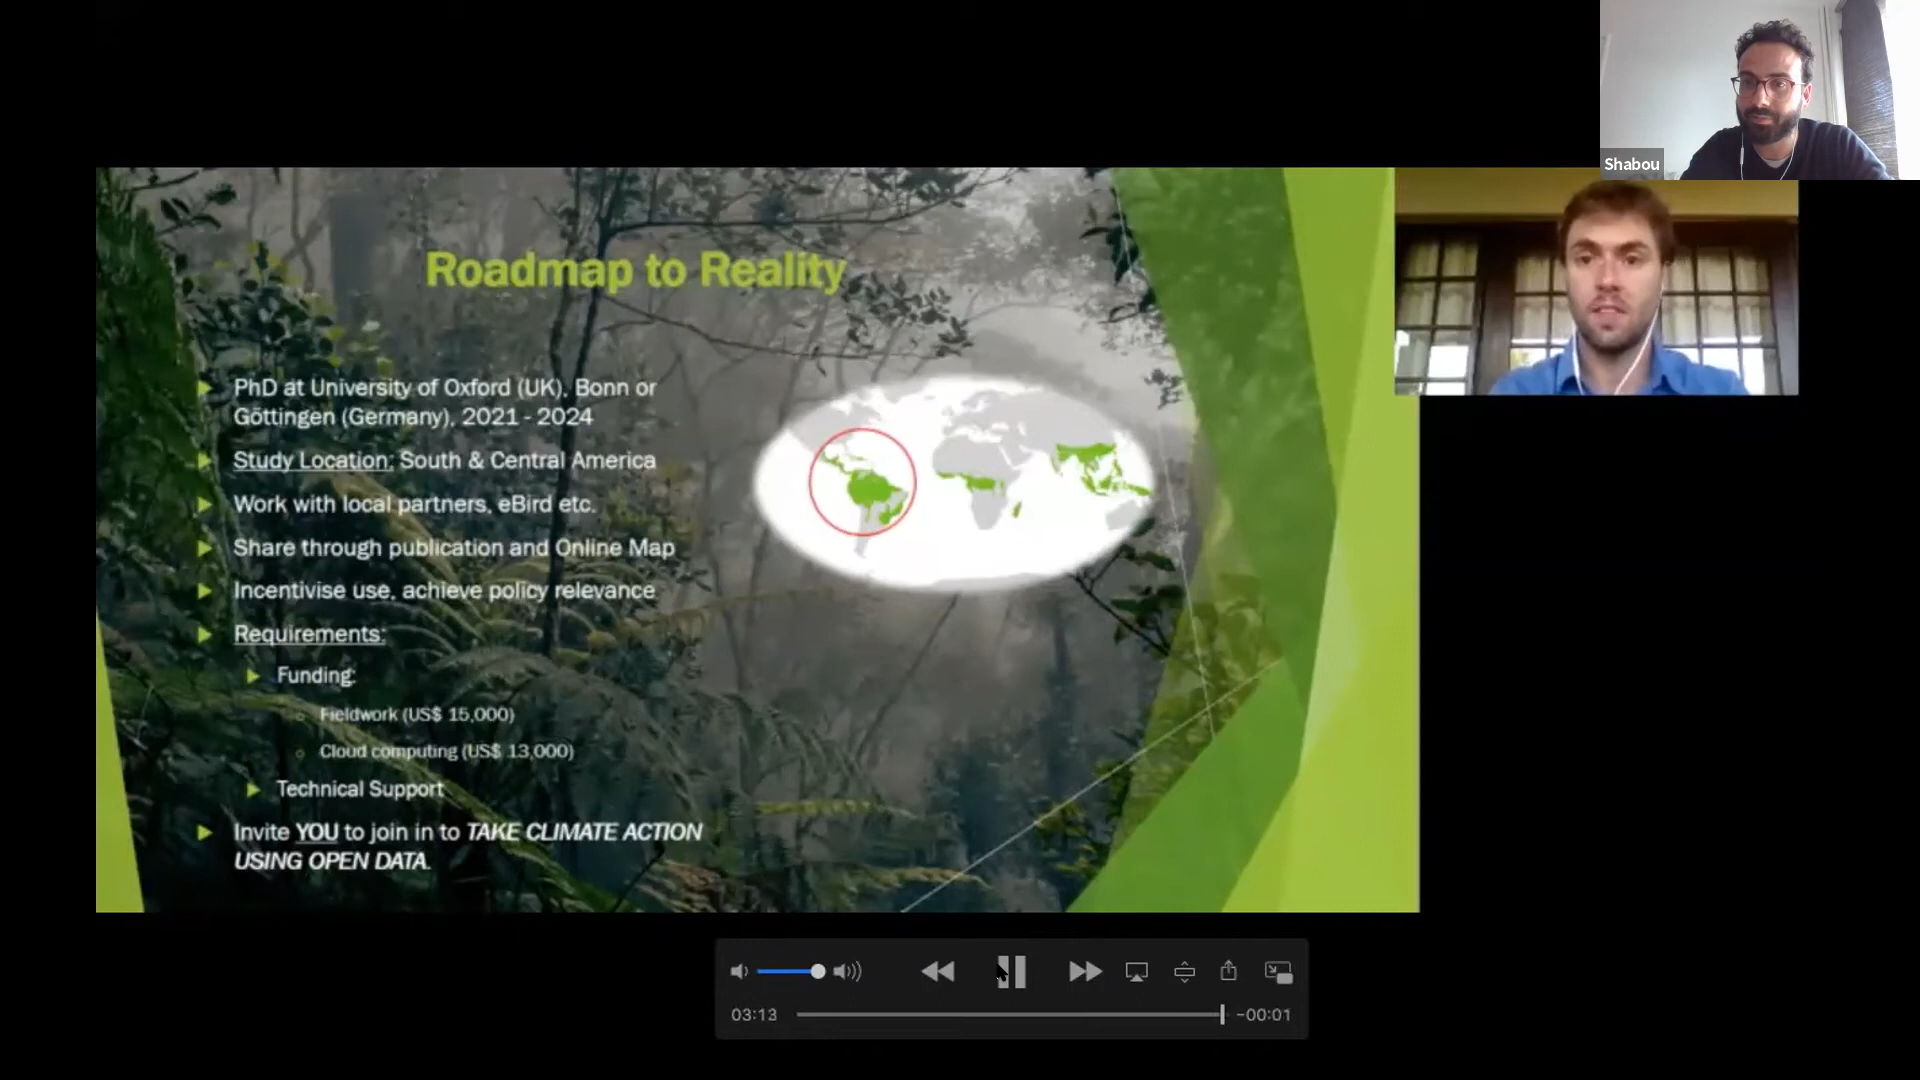 Shabou
Roadmap to Reality
PhD at University of Oxford (UK), Bonn or
Göttingen (Germany), 2021 - 2024
Study Location: South & Central America
Work with local partners, eBird etc.
Share through publication and Online Map
Incentivise use, achieve policy relevance
Requirements:
Funding:
Fieldwork (US$ 15,000)
Cloud computing (US$ 13,000)
Technical Support
Invite YOU to join in to TAKE CLIMATE ACTION
USING OPEN DATA.
03:13
-00:01